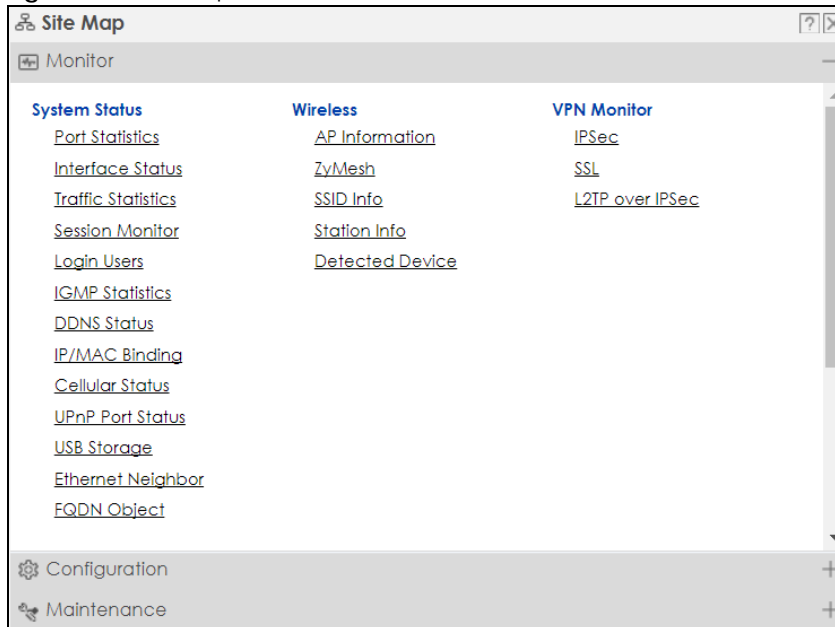 Site Map
Monitor
System Status
Port Statistics
Interface Status
Traffic Statistics
Session Monitor
Login Users
IGMP Statistics
DDNS Status
IP/MAC Binding
Cellular Status
UPnP Port Status
USB Storage
Ethernet Neighbor
FQDN Object
Wireless
AP Information
ZyMesh
SSID Info
Station Info
Detected Device
VPN Monitor
IPSec
SSL
L2TP over IPSec
Configuration
Maintenance